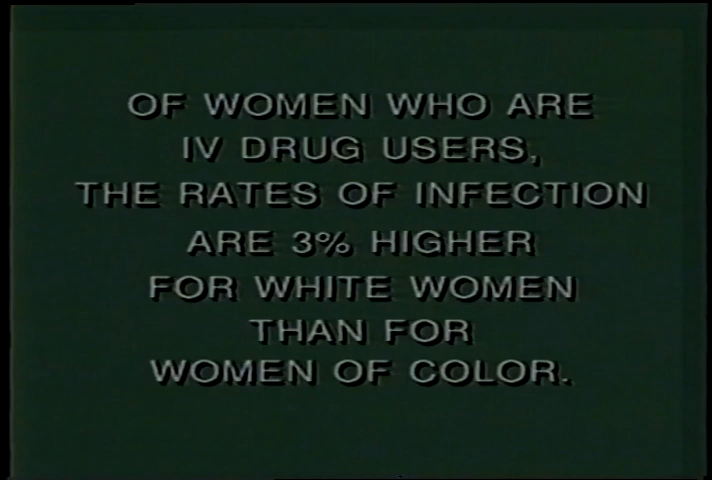 OF WOMEN WHO ARE
IV DRUG USERS,
THE RATES OF INFECTION
ARE 3% HIGHER
FOR WHITE WOMEN
THAN FOR
WOMEN OF COLOR.